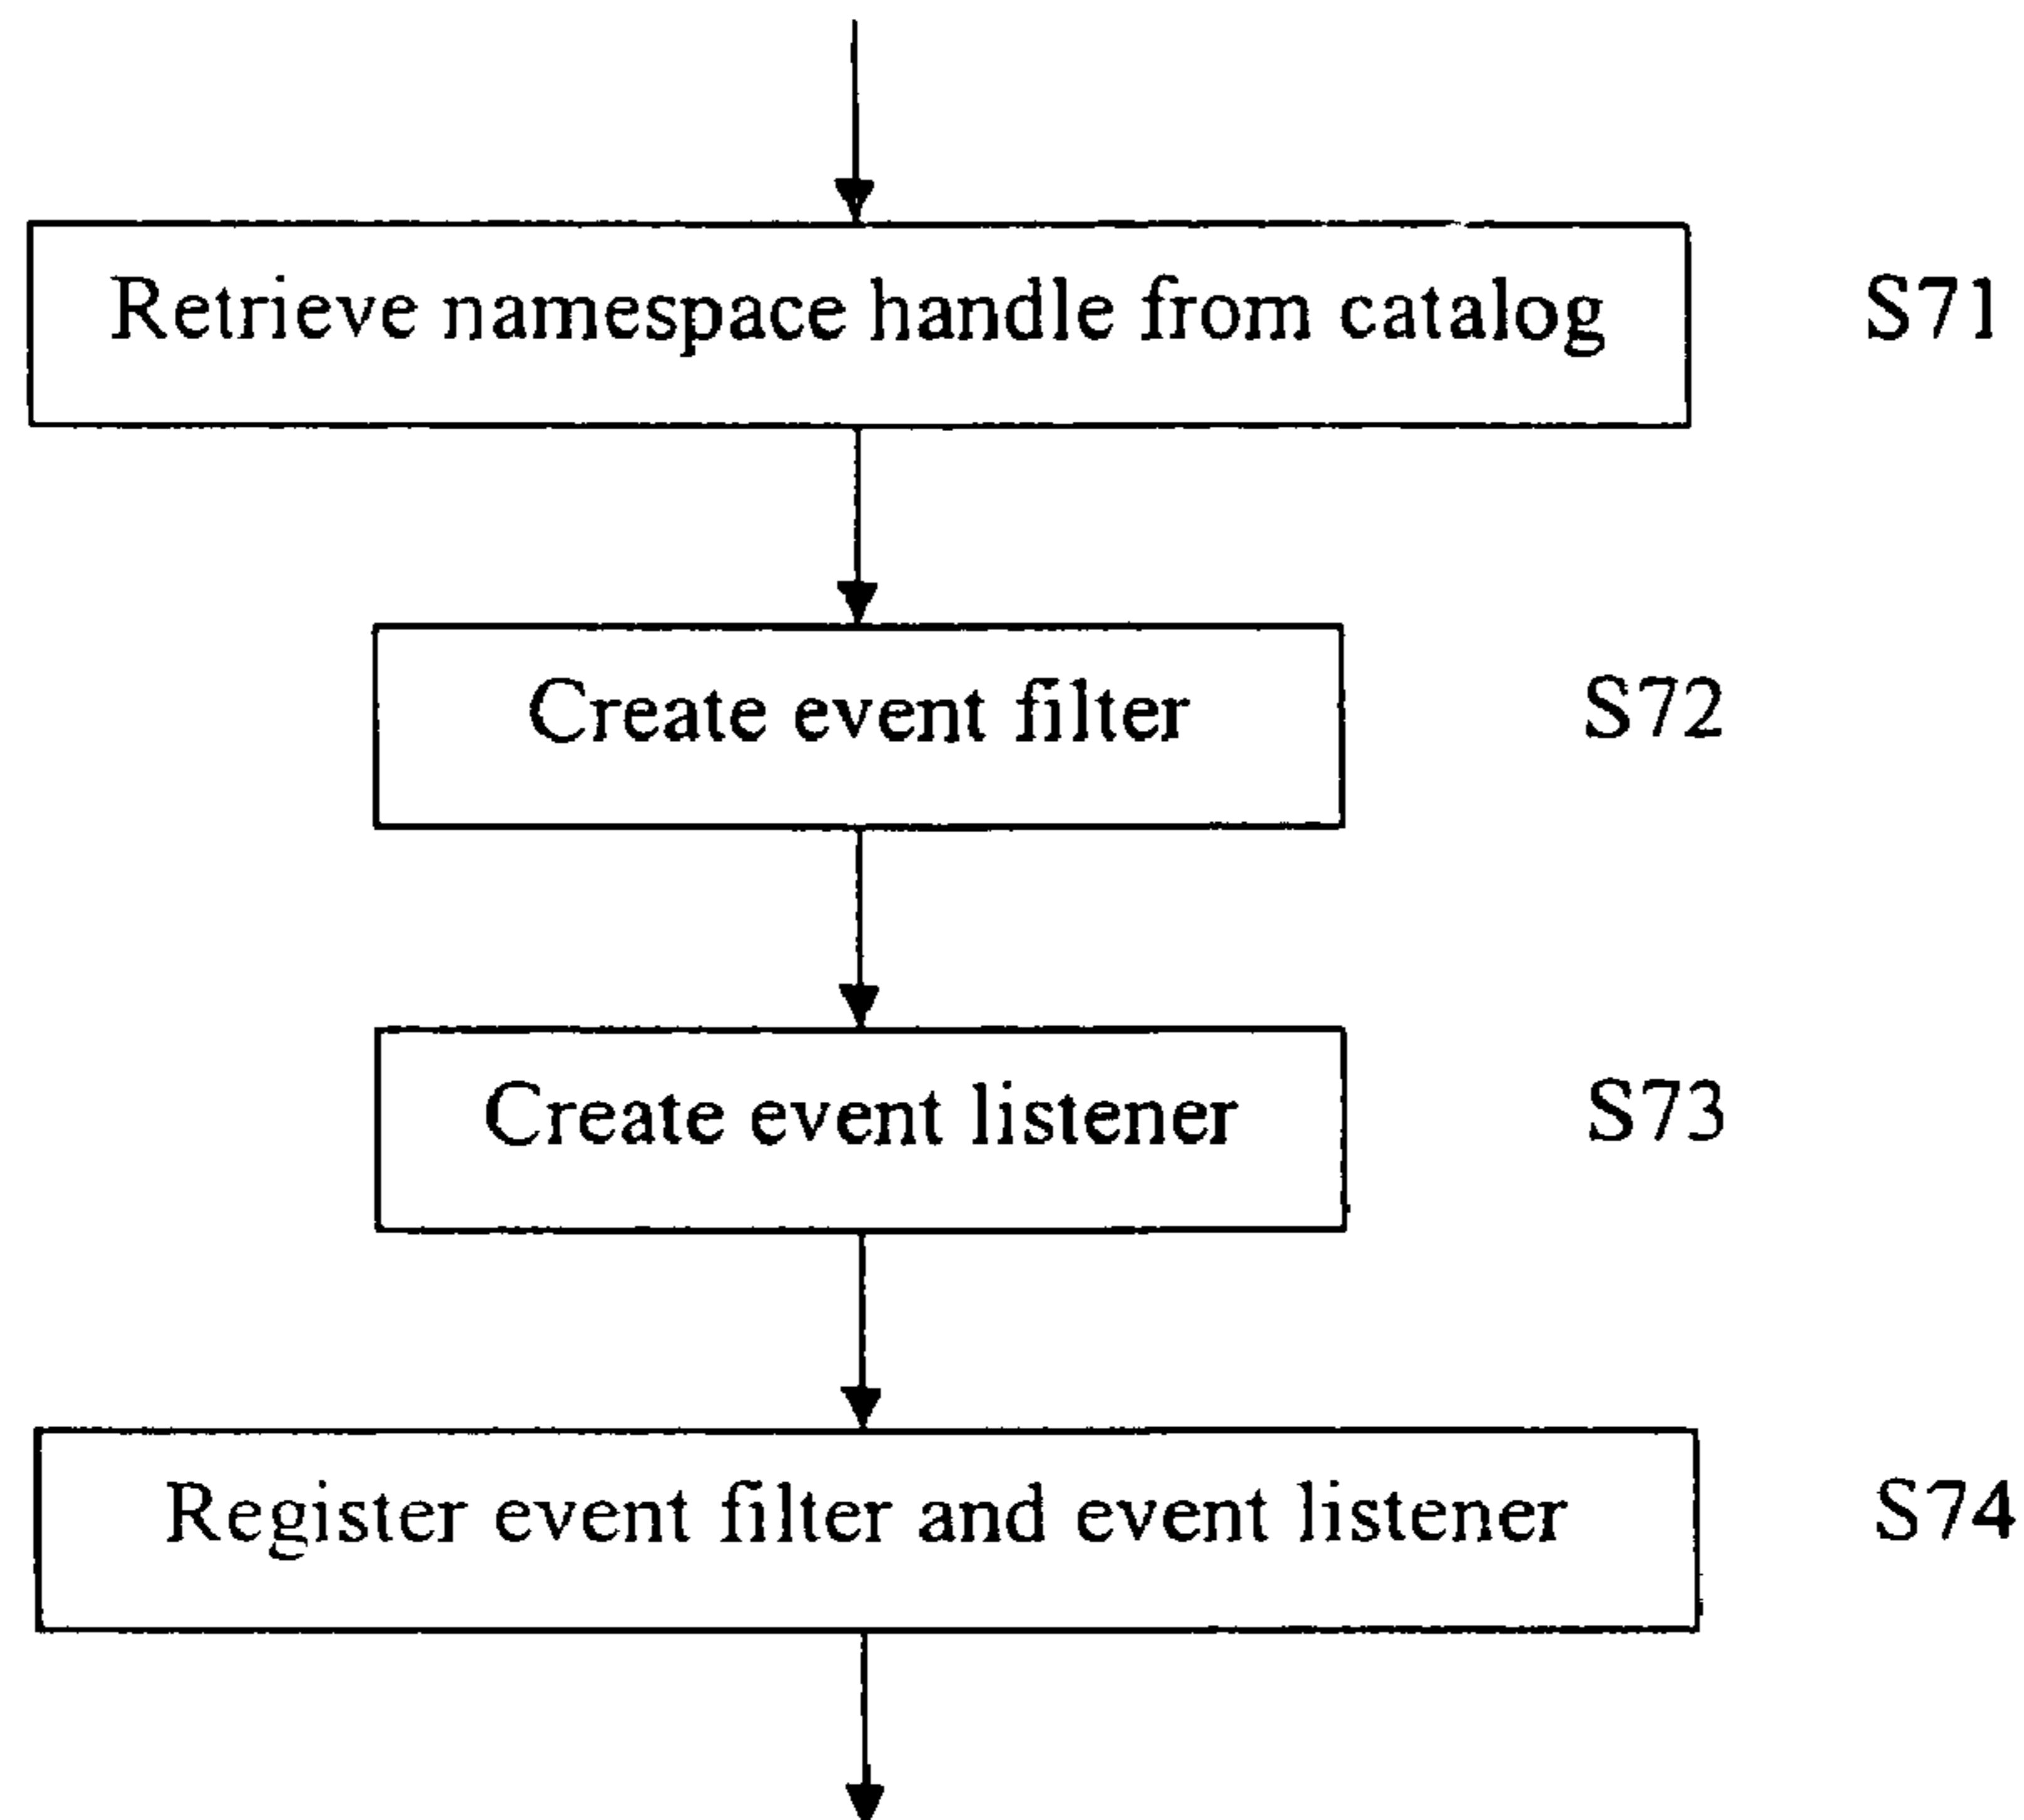 Retrieve namespace handle from catalog S71
Create event filter S72
Create event listener S73
Register event filter and event listener S74